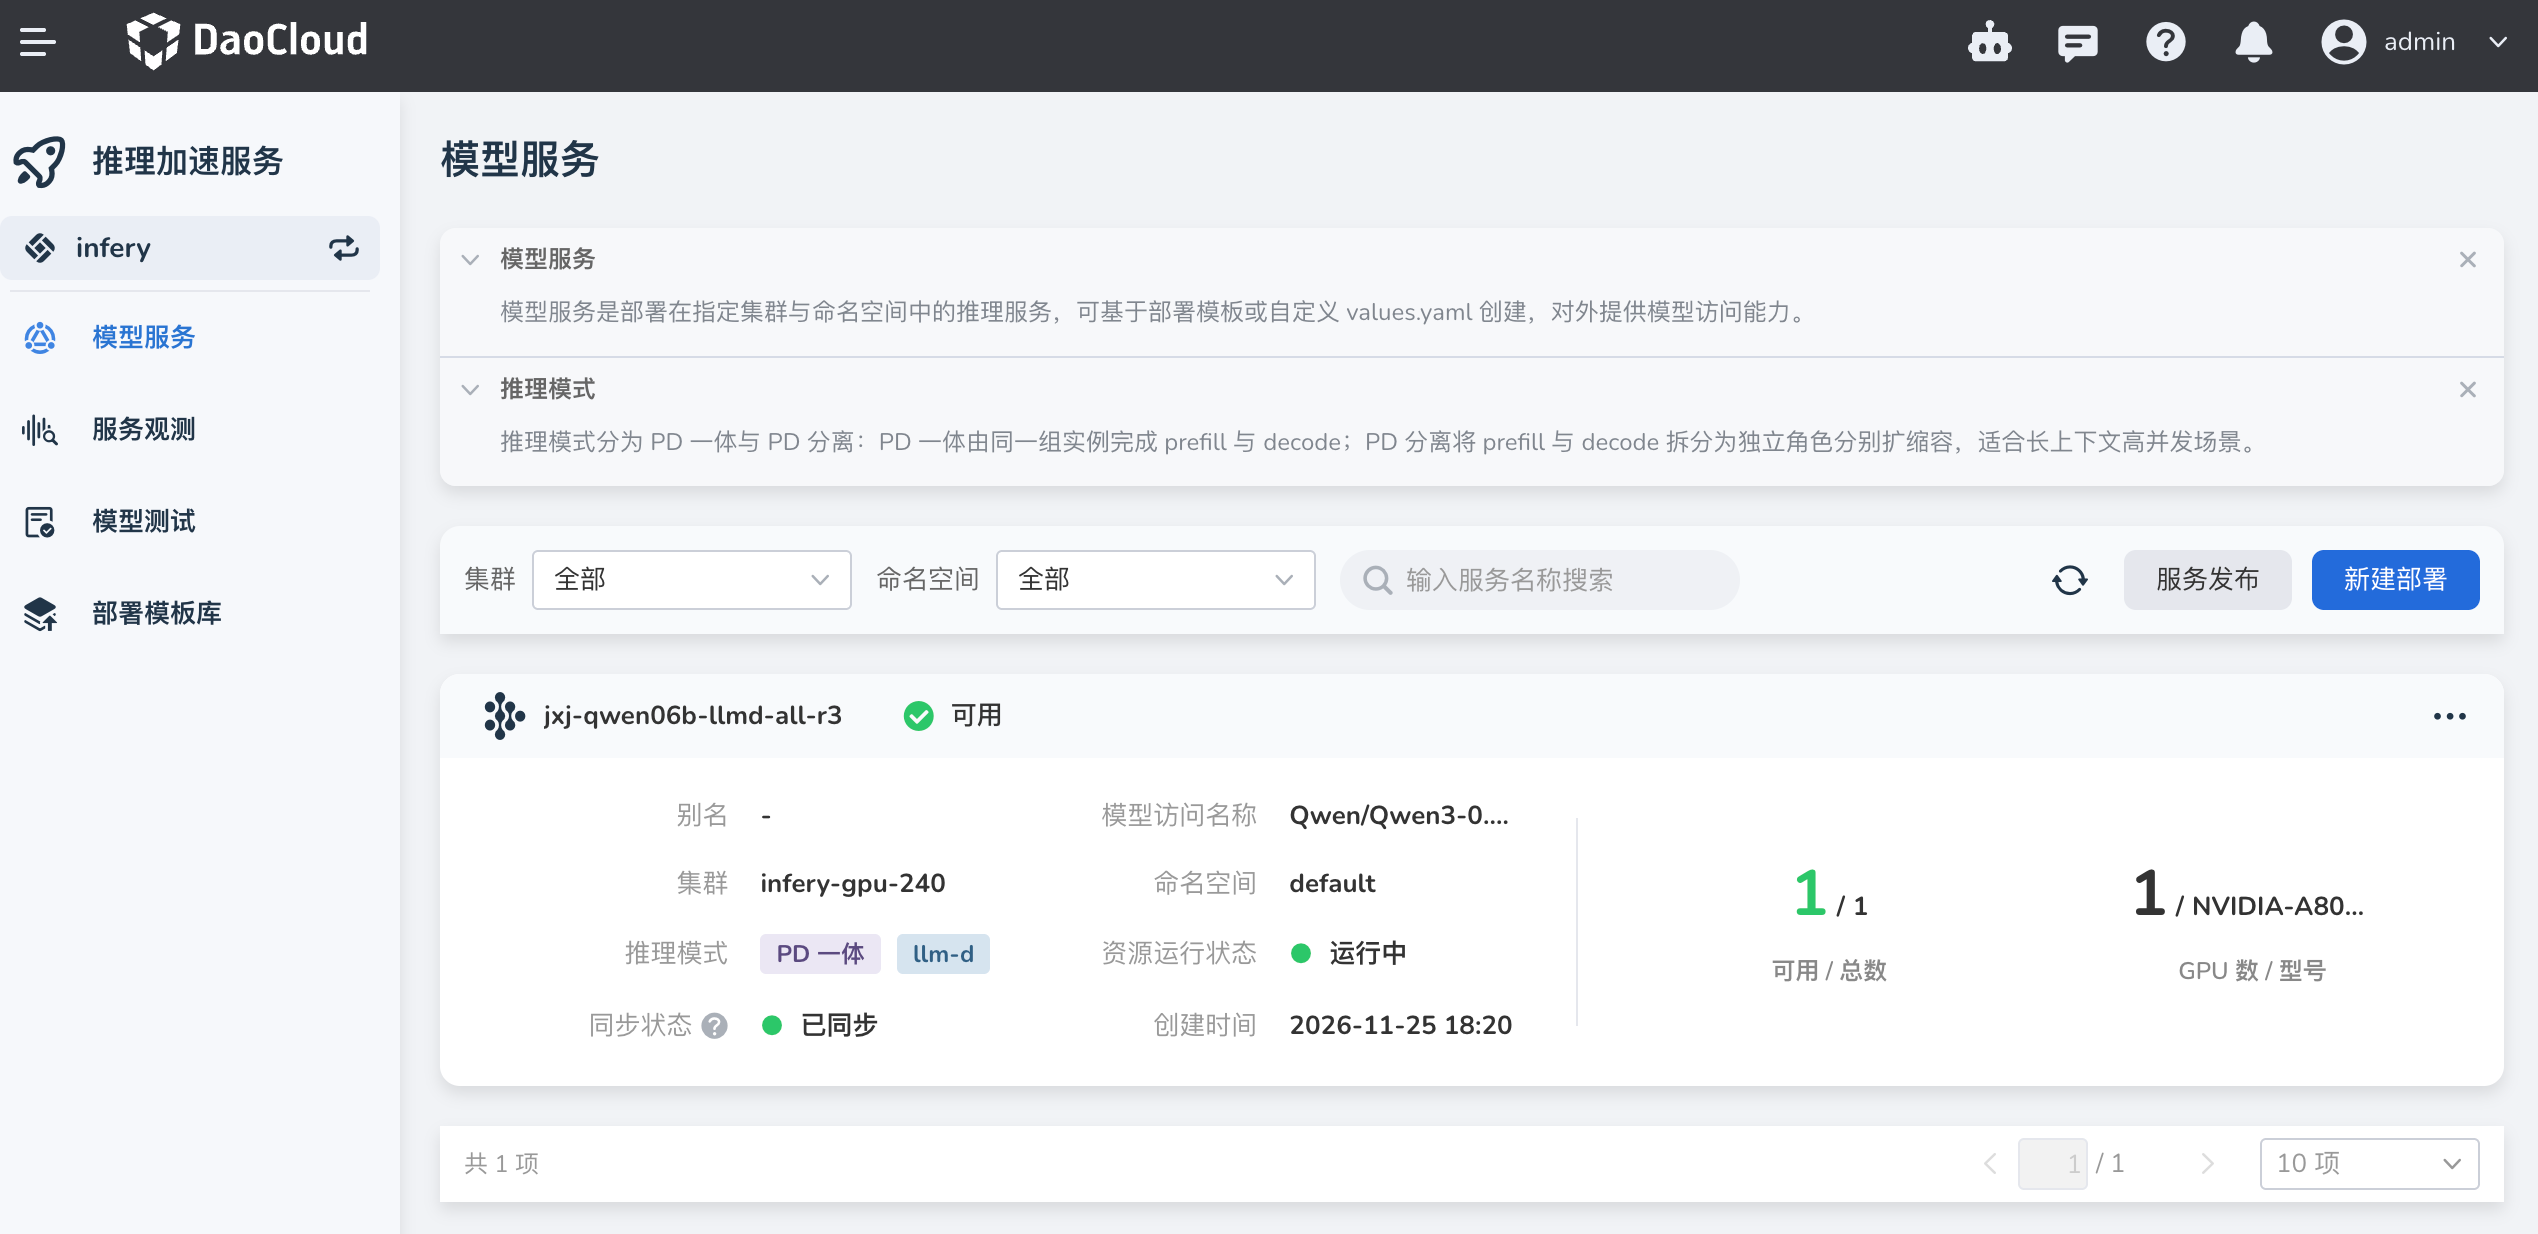 DaoCloud
admin
推理加速服务
infery
模型服务
服务观测
模型测试
部署模板库
模型服务
模型服务
模型服务是部署在指定集群与命名空间中的推理服务，可基于部署模板或自定义 values.yaml 创建，对外提供模型访问能力。
推理模式
推理模式分为 PD 一体与 PD 分离：PD 一体由同一组实例完成 prefill 与 decode；PD 分离将 prefill 与 decode 拆分为独立角色分别扩缩容，适合长上下文高并发场景。
集群 全部 命名空间 全部 输入服务名称搜索 服务发布 新建部署
jxj-qwen06b-llmd-all-r3 可用
别名 - 模型访问名称 Qwen/Qwen3-0....
集群 infery-gpu-240 命名空间 default
推理模式 PD 一体 llm-d 资源运行状态 运行中
同步状态 已同步 创建时间 2026-11-25 18:20
1 / 1
可用 / 总数
1 / NVIDIA-A80...
GPU 数 / 型号
共 1 项 1 / 1 10 项